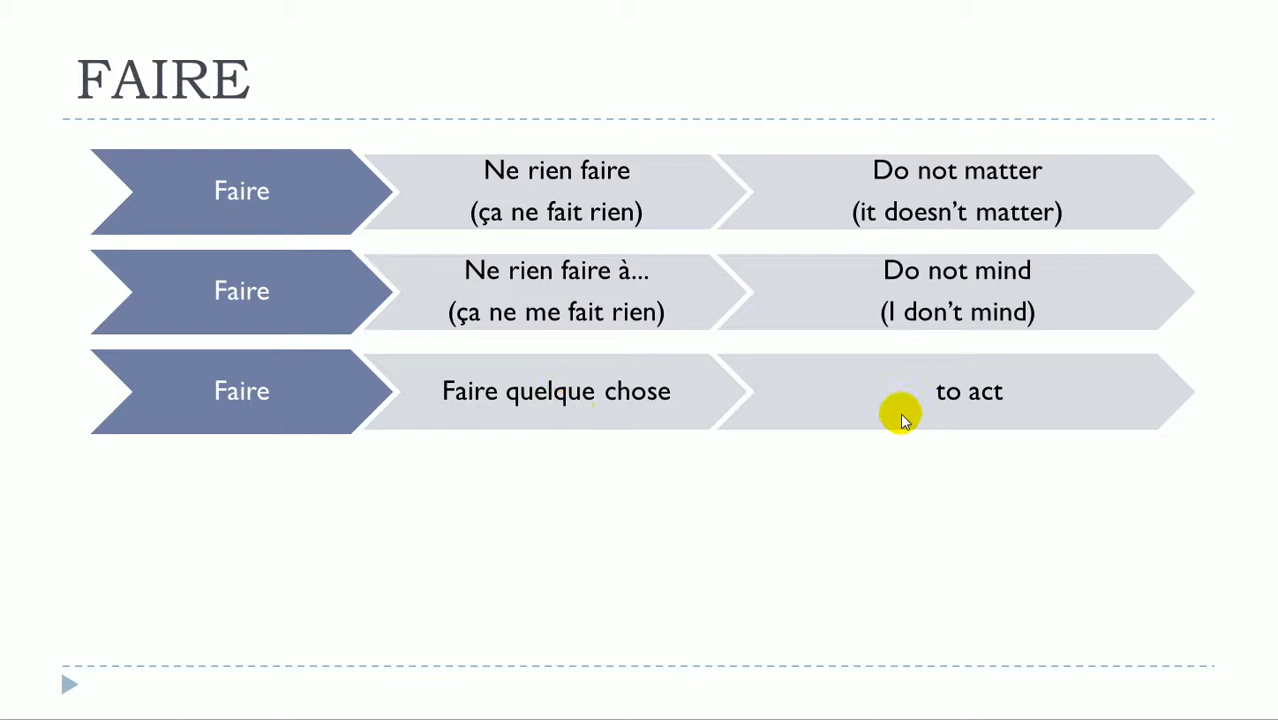 FAIRE
Faire
Ne rien faire
(ça ne fait rien)
Do not matter
(it doesn’t matter)
Faire
Ne rien faire à...
(ça ne me fait rien)
Do not mind
(I don’t mind)
Faire
Faire quelque chose
to act